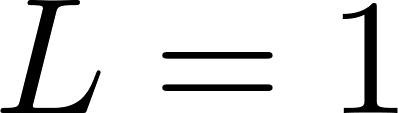 L = 1